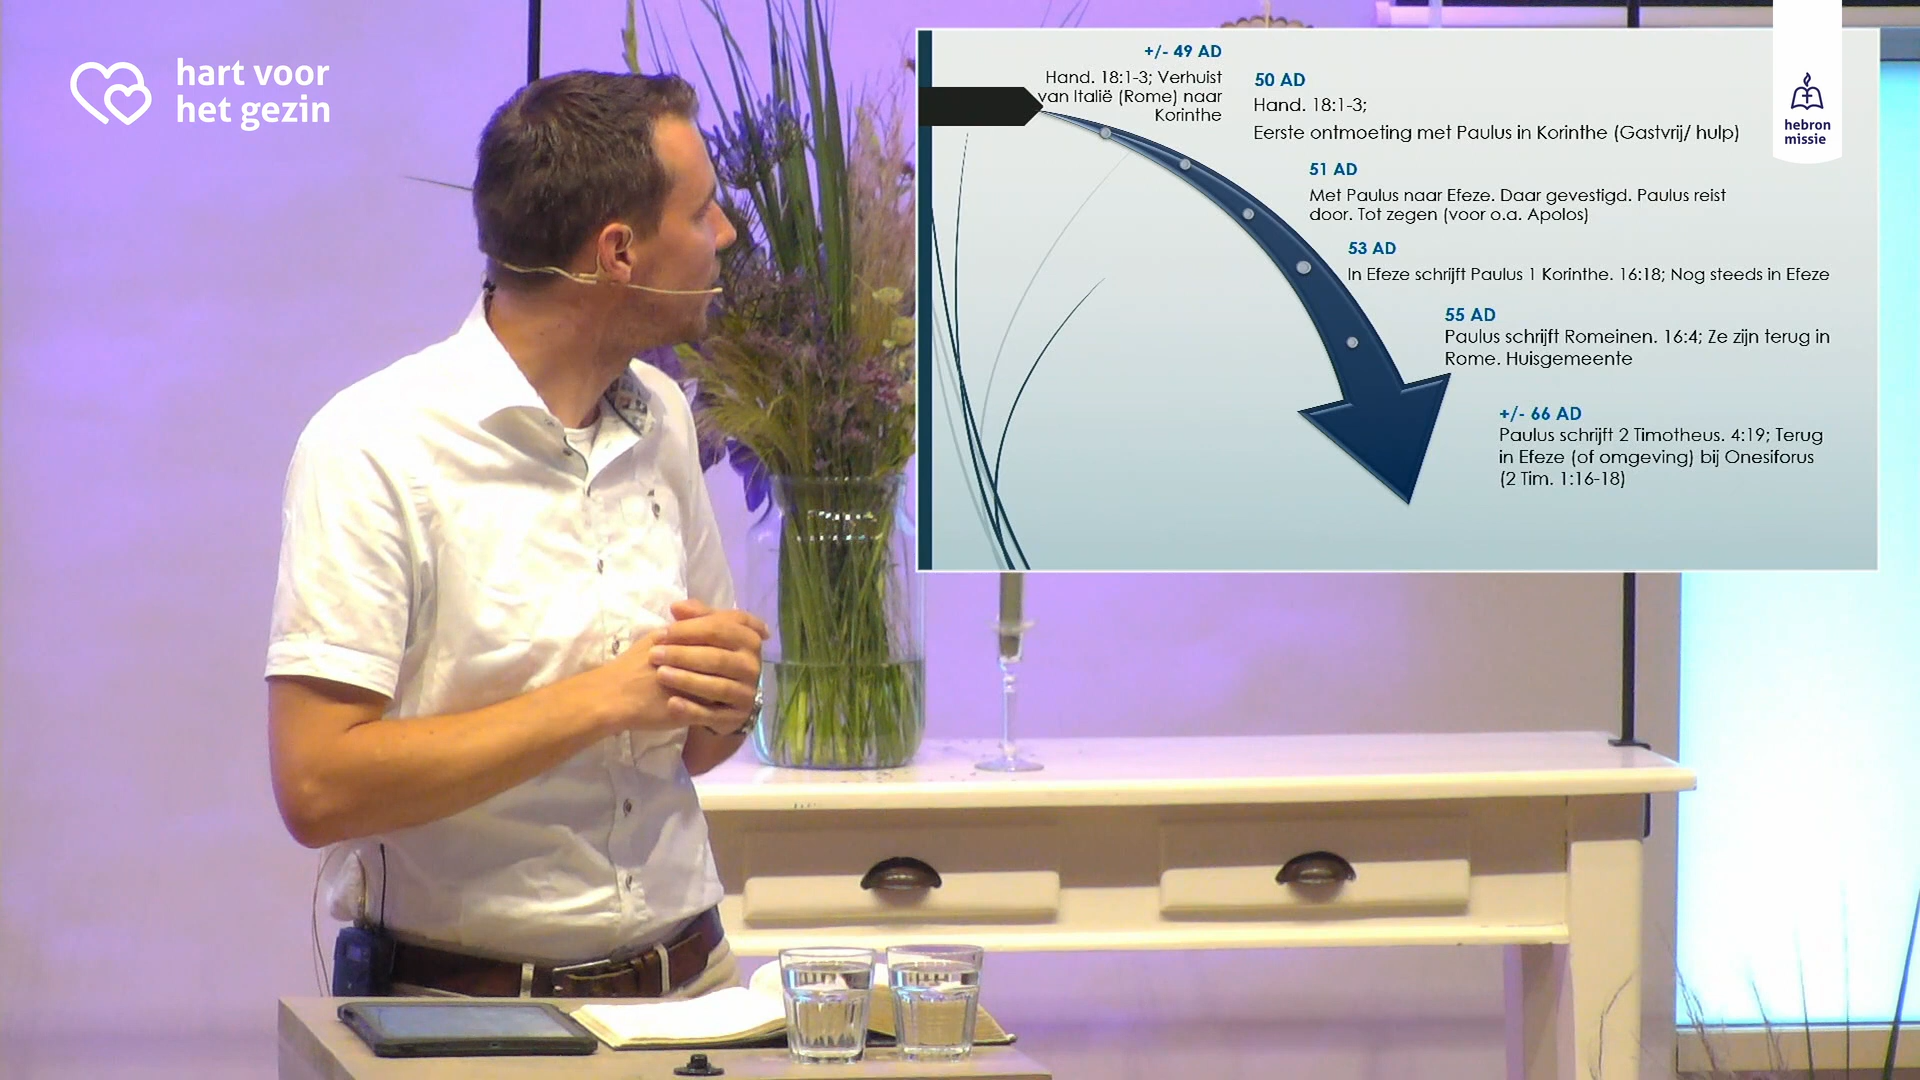 hart voor
het gezin
+/- 49 AD
Hand. 18:1-3; Verhuist
van Italië (Rome) naar
Korinthe
50 AD
Hand. 18:1-3;
Eerste ontmoeting met Paulus in Korinthe (Gastvrij/ hulp)
51 AD
Met Paulus naar Efeze. Daar gevestigd. Paulus reist
door. Tot zegen (voor o.a. Apolos)
53 AD
In Efeze schrijft Paulus 1 Korinthe. 16:18; Nog steeds in Efeze
55 AD
Paulus schrijft Romeinen. 16:4; Ze zijn terug in
Rome. Huisgemeente
+/- 66 AD
Paulus schrijft 2 Timotheus. 4:19; Terug
in Efeze (of omgeving) bij Onesiforus
(2 Tim. 1:16-18)
hebron
missie